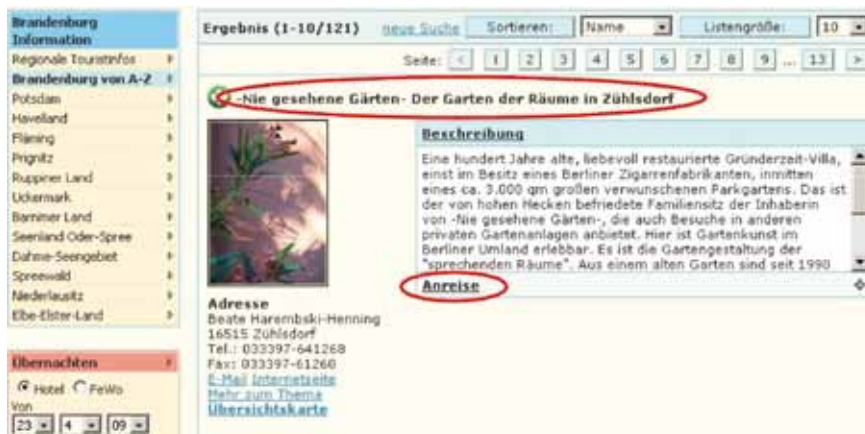 Brandenburg
Information
Regionale Touristinfos
Brandenburg von A-Z
Potsdam
Havelland
Fläming
Prignitz
Ruppiner Land
Uckermark
Barnimer Land
Seenland Oder-Spree
Dahme-Seengebiet
Spreewald
Niederlausitz
Elbe-Elster-Land
Übernachten
Hotel FeWo
Von
23 4 09
Ergebnis (1-10/121) neue Suche Sortieren: Name Listengröße: 10
Seite: < 1 2 3 4 5 6 7 8 9 ... 13 >
-Nie gesehene Gärten- Der Garten der Räume in Zühlsdorf
Beschreibung
Eine hundert Jahre alte, liebevoll restaurierte Gründerzeit-Villa,
einst im Besitz eines Berliner Zigarrenfabrikanten, inmitten
eines ca. 3.000 qm großen verwunschenen Parkgartens. Das ist
der von hohen Hecken befriedete Familiensitz der Inhaberin
von -Nie gesehene Gärten-, die auch Besuche in anderen
privaten Gartenanlagen anbietet. Hier ist Gartenkunst im
Berliner Umland erlebbar. Es ist die Gartengestaltung der
"sprechenden Räume". Aus einem alten Garten sind seit 1990
Anreise
Adresse
Beate Harembski-Henning
16515 Zühlsdorf
Tel.: 033397-641268
Fax: 033397-61260
E-Mail Internetseite
Mehr zum Thema
Übersichtskarte